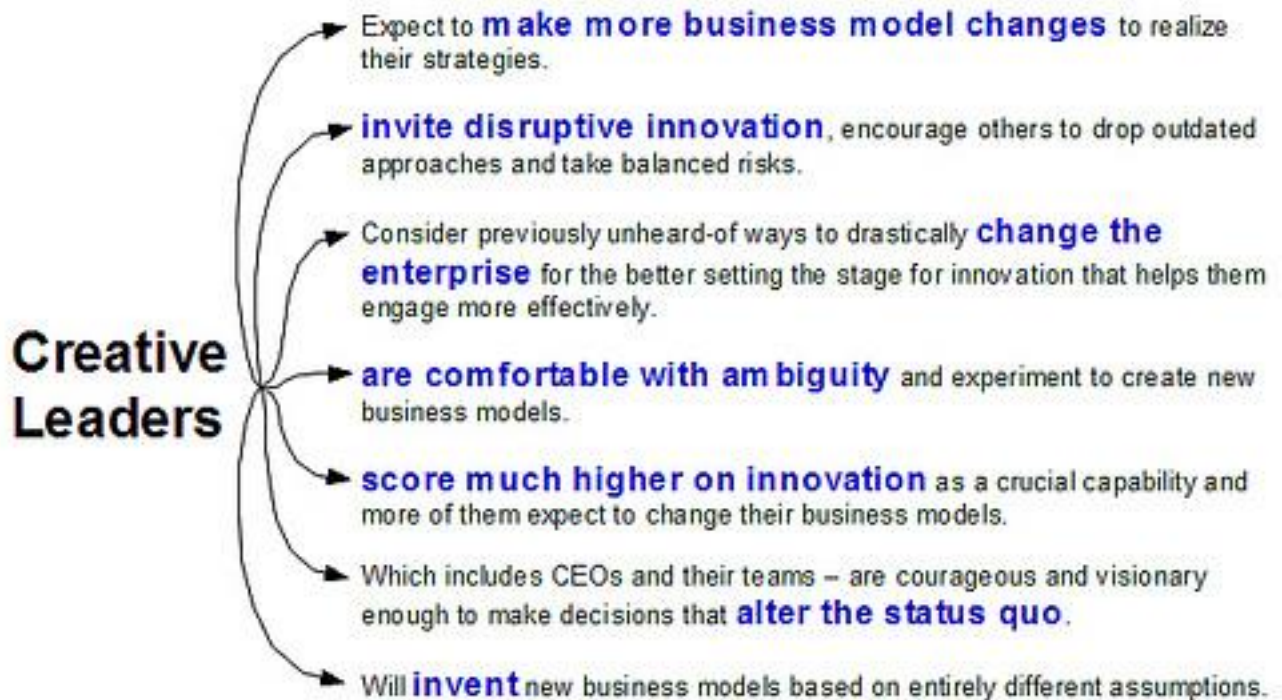 Creative
Leaders
Expect to make more business model changes to realize
their strategies.
invite disruptive innovation, encourage others to drop outdated
approaches and take balanced risks.
Consider previously unheard-of ways to drastically change the
enterprise for the better setting the stage for innovation that helps them
engage more effectively.
are comfortable with ambiguity and experiment to create new
business models.
score much higher on innovation as a crucial capability and
more of them expect to change their business models.
Which includes CEOs and their teams – are courageous and visionary
enough to make decisions that alter the status quo.
Will invent new business models based on entirely different assumptions.